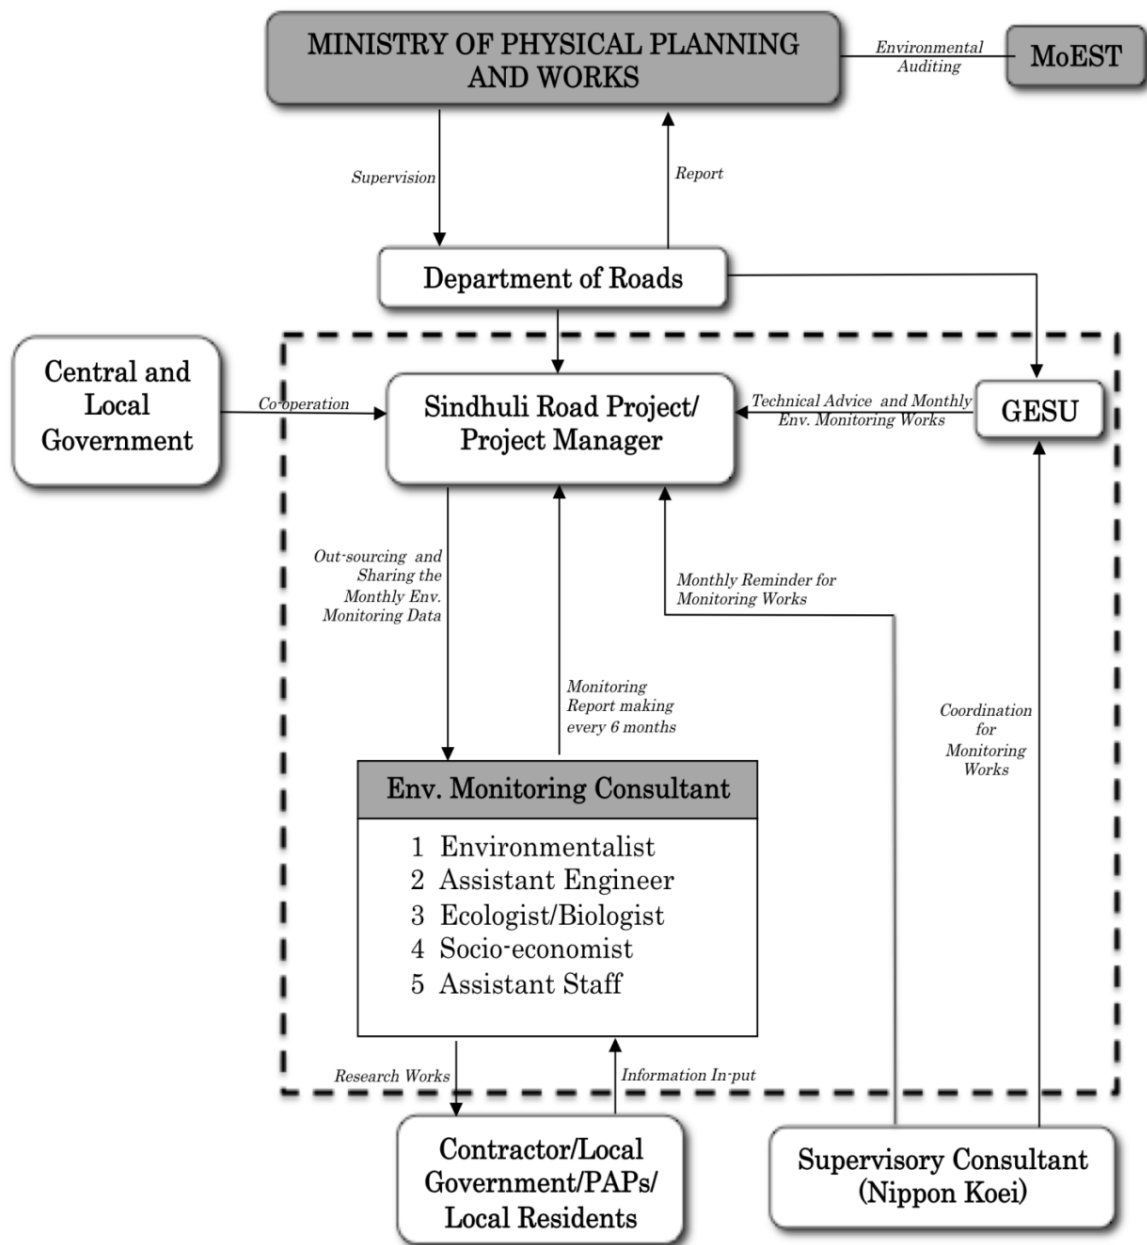 MINISTRY OF PHYSICAL PLANNING
AND WORKS
Environmental
Auditing
MoEST
Supervision
Report
Department of Roads
Central and
Local
Government
Co-operation
Sindhuli Road Project/
Project Manager
Technical Advice and Monthly
Env. Monitoring Works
GESU
Out-sourcing and
Sharing the
Monthly Env.
Monitoring Data
Monthly Reminder for
Monitoring Works
Monitoring
Report making
every 6 months
Coordination
for
Monitoring
Works
Env. Monitoring Consultant
1 Environmentalist
2 Assistant Engineer
3 Ecologist/Biologist
4 Socio-economist
5 Assistant Staff
Research Works
Information In-put
Contractor/Local
Government/PAPs/
Local Residents
Supervisory Consultant
(Nippon Koei)